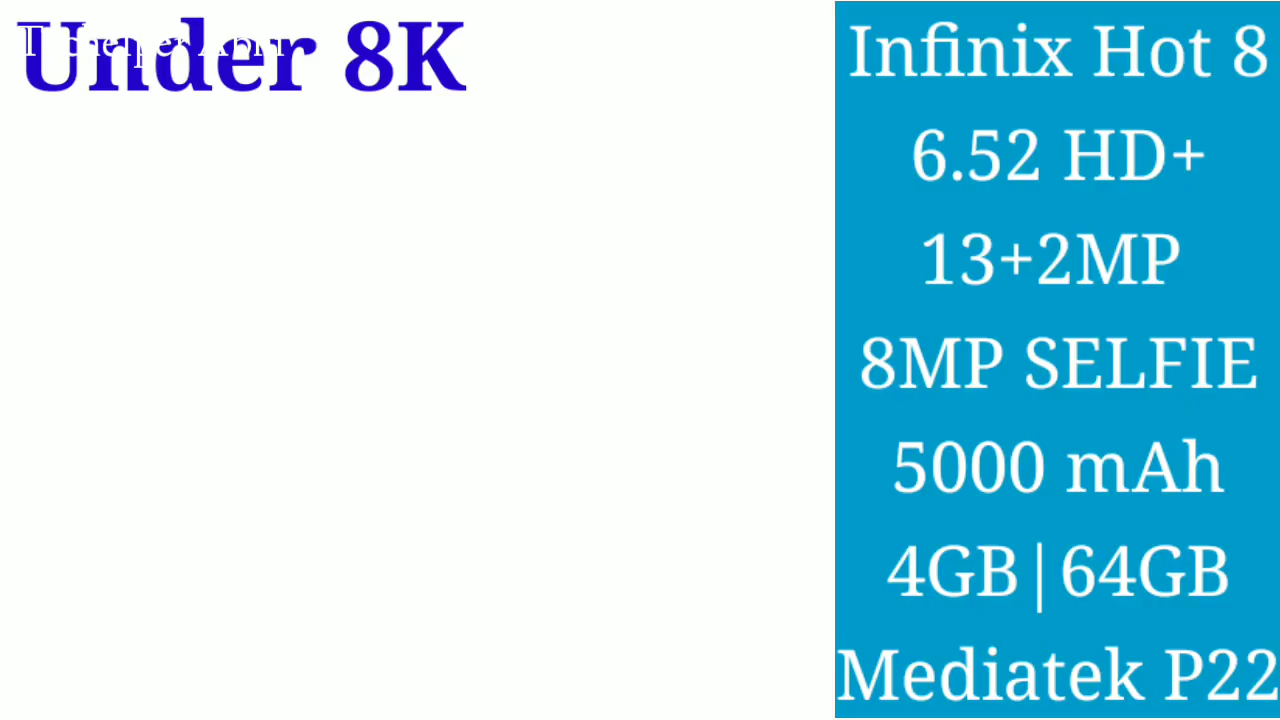 Under 8K
Infinix Hot 8
6.52 HD+
13+2MP
8MP SELFIE
5000 mAh
4GB|64GB
Mediatek P22